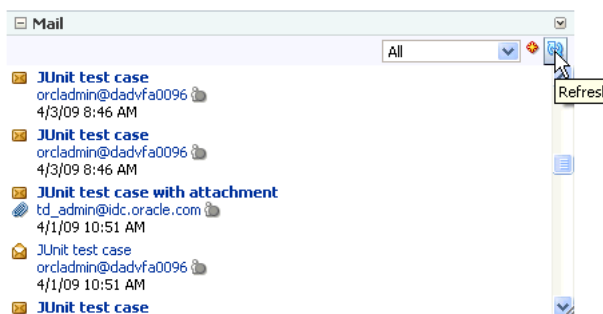 Mail
All
Refresh
JUnit test case
orcladmin@dadvfa0096
4/3/09 8:46 AM
JUnit test case
orcladmin@dadvfa0096
4/3/09 8:46 AM
JUnit test case with attachment
td_admin@idc.oracle.com
4/1/09 10:51 AM
JUnit test case
orcladmin@dadvfa0096
4/1/09 10:51 AM
JUnit test case